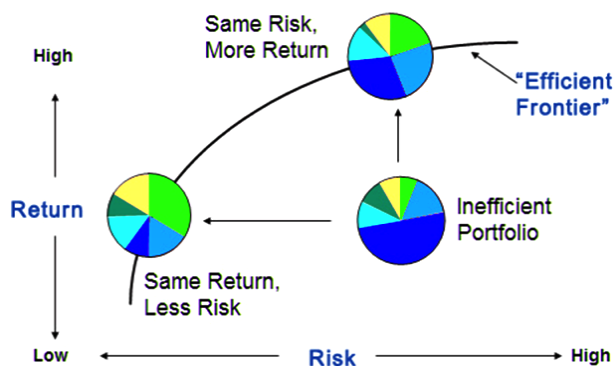 Same Risk,
More Return
High
“Efficient
Frontier”
Return
Inefficient
Portfolio
Same Return,
Less Risk
Low
Risk
High